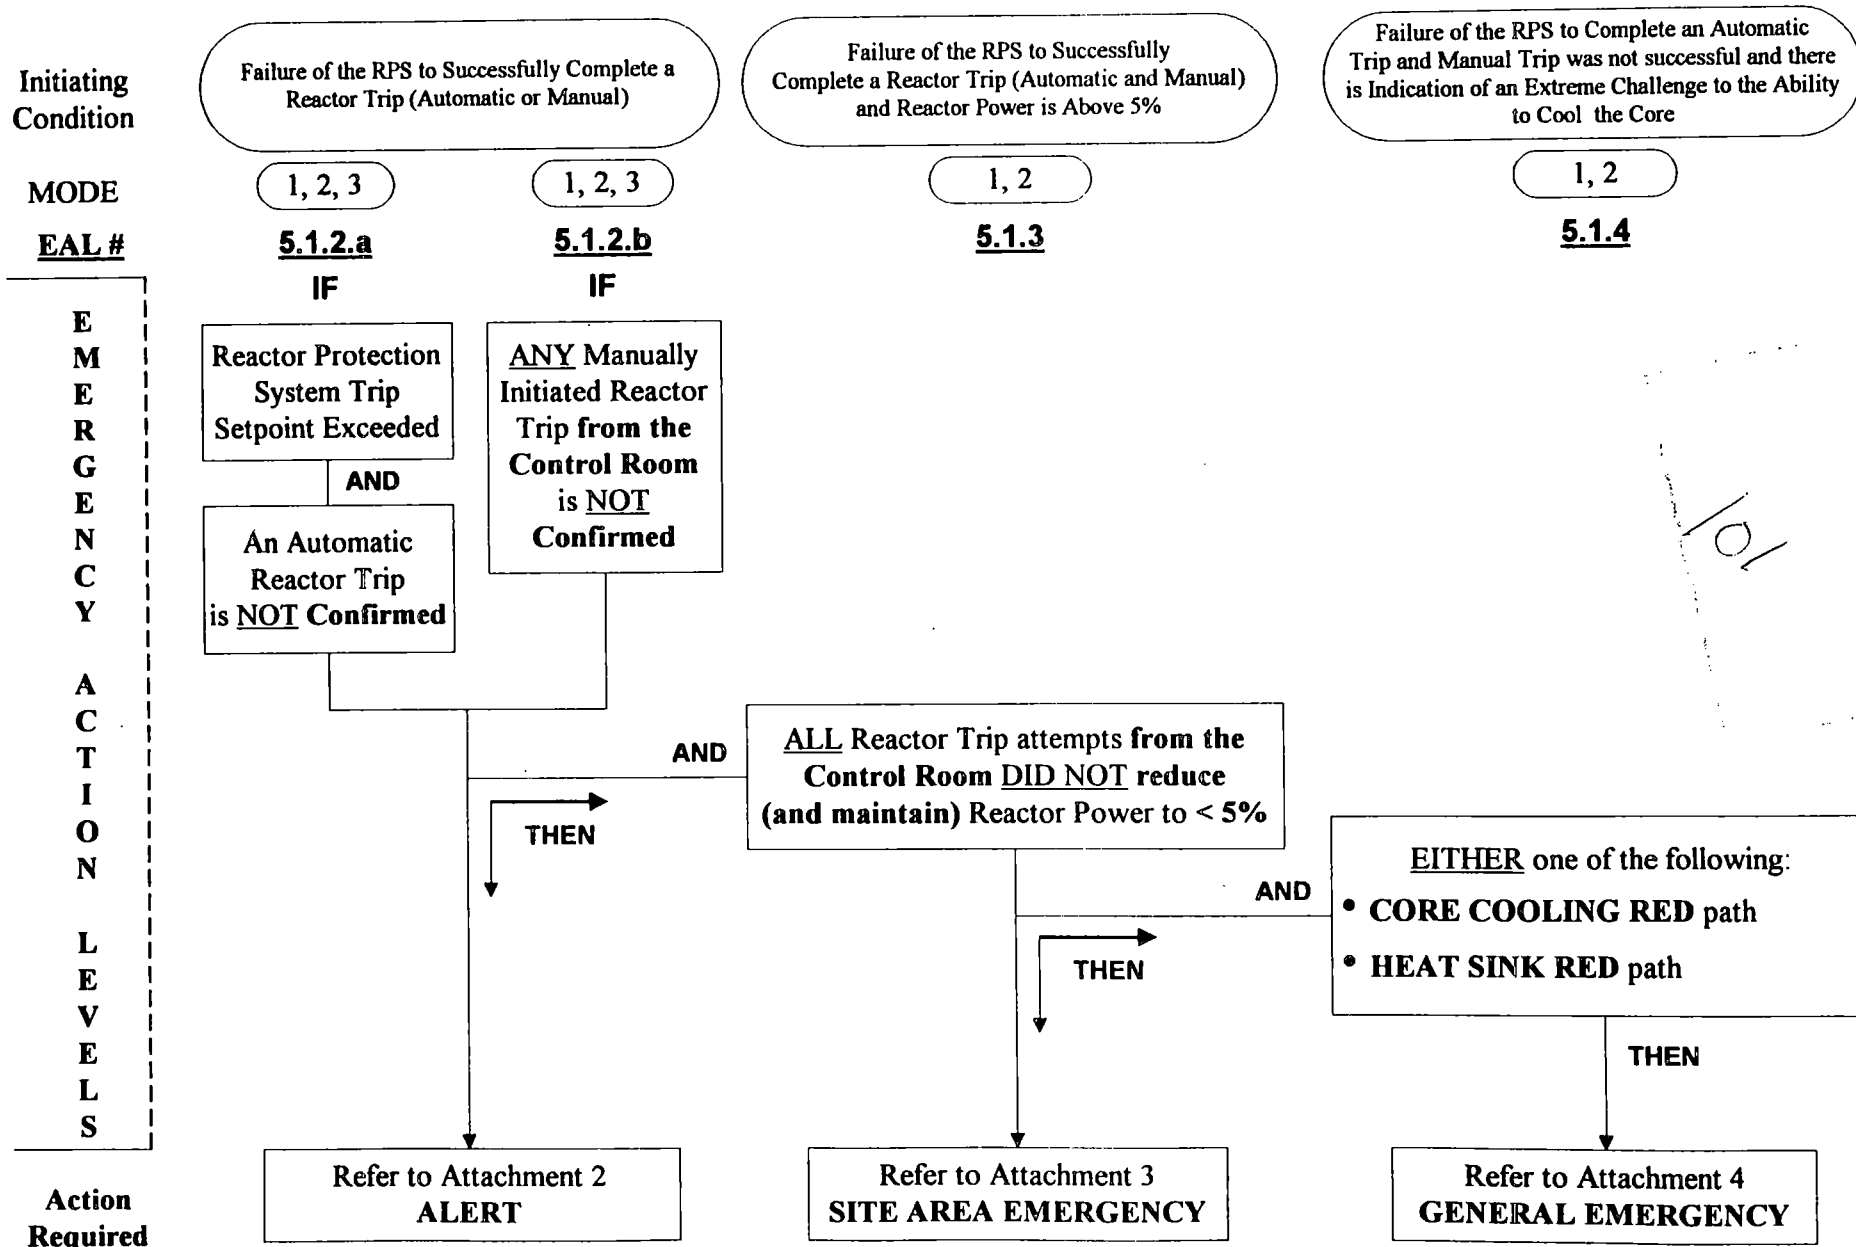 Initiating
Condition
Failure of the RPS to Successfully Complete a
Reactor Trip (Automatic or Manual)
Failure of the RPS to Successfully
Complete a Reactor Trip (Automatic and Manual)
and Reactor Power is Above 5%
Failure of the RPS to Complete an Automatic
Trip and Manual Trip was not successful and there
is Indication of an Extreme Challenge to the Ability
to Cool the Core
MODE
1, 2, 3
1, 2, 3
1, 2
1, 2
EAL #
5.1.2.a
5.1.2.b
5.1.3
5.1.4
IF
IF
EMERGENCY ACTION LEVELS
Reactor Protection
System Trip
Setpoint Exceeded
AND
An Automatic
Reactor Trip
is NOT Confirmed
ANY Manually
Initiated Reactor
Trip from the
Control Room
is NOT
Confirmed
AND
ALL Reactor Trip attempts from the
Control Room DID NOT reduce
(and maintain) Reactor Power to < 5%
THEN
AND
EITHER one of the following:
• CORE COOLING RED path
• HEAT SINK RED path
THEN
THEN
Action
Required
Refer to Attachment 2
ALERT
Refer to Attachment 3
SITE AREA EMERGENCY
Refer to Attachment 4
GENERAL EMERGENCY